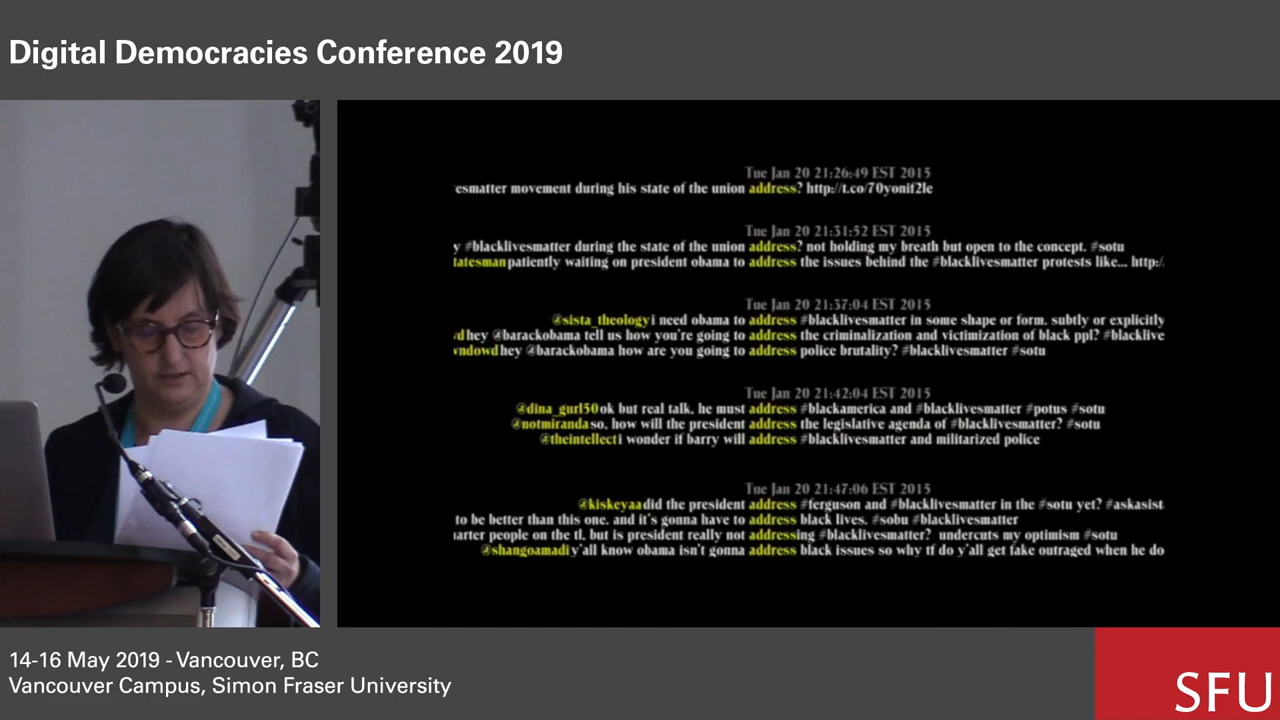 Digital Democracies Conference 2019
Tue Jan 20 21:26:49 EST 2015
esmatter movement during his state of the union address? http://t.co/70yonif2le
Tue Jan 20 21:31:52 EST 2015
y #blacklivesmatter during the state of the union address? not holding my breath but open to the concept. #sotu
tatesman patiently waiting on president obama to address the issues behind the #blacklivesmatter protests like... http:/
Tue Jan 20 21:37:04 EST 2015
@sista_theology i need obama to address #blacklivesmatter in some shape or form. subtly or explicitly
d hey @barackobama tell us how you're going to address the criminalization and victimization of black ppl? #blacklive
wndowd hey @barackobama how are you going to address police brutality? #blacklivesmatter #sotu
Tue Jan 20 21:42:04 EST 2015
@dina_gurl50 ok but real talk, he must address #blackamerica and #blacklivesmatter #potus #sotu
@notmiranda so, how will the president address the legislative agenda of #blacklivesmatter? #sotu
@theintellect i wonder if barry will address #blacklivesmatter and militarized police
Tue Jan 20 21:47:06 EST 2015
@kiskeyaa did the president address #ferguson and #blacklivesmatter in the #sotu yet? #askasist
to be better than this one. and it's gonna have to address black lives. #sobu #blacklivesmatter
arter people on the tl, but is president really not addressing #blacklivesmatter? undercuts my optimism #sotu
@shangoamadi y'all know obama isn't gonna address black issues so why tf do y'all get fake outraged when he do
14-16 May 2019 - Vancouver, BC
Vancouver Campus, Simon Fraser University
SFU